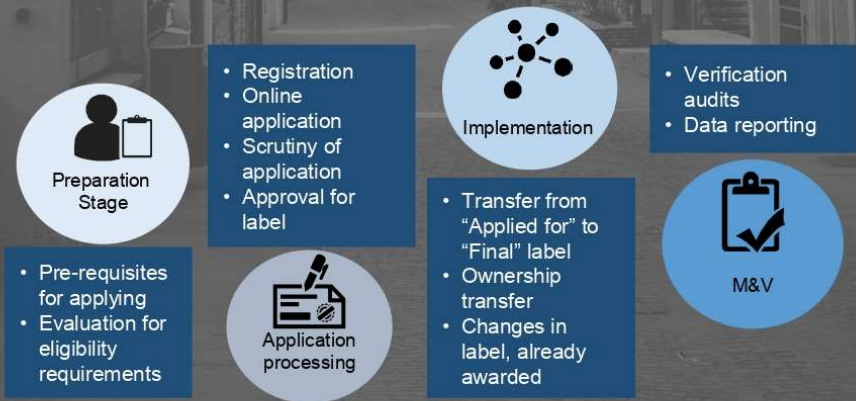 Preparation
Stage
• Pre-requisites
for applying
• Evaluation for
eligibility
requirements
• Registration
• Online
application
• Scrutiny of
application
• Approval for
label
Application
processing
Implementation
• Transfer from
“Applied for” to
“Final” label
• Ownership
transfer
• Changes in
label, already
awarded
• Verification
audits
• Data reporting
M&V